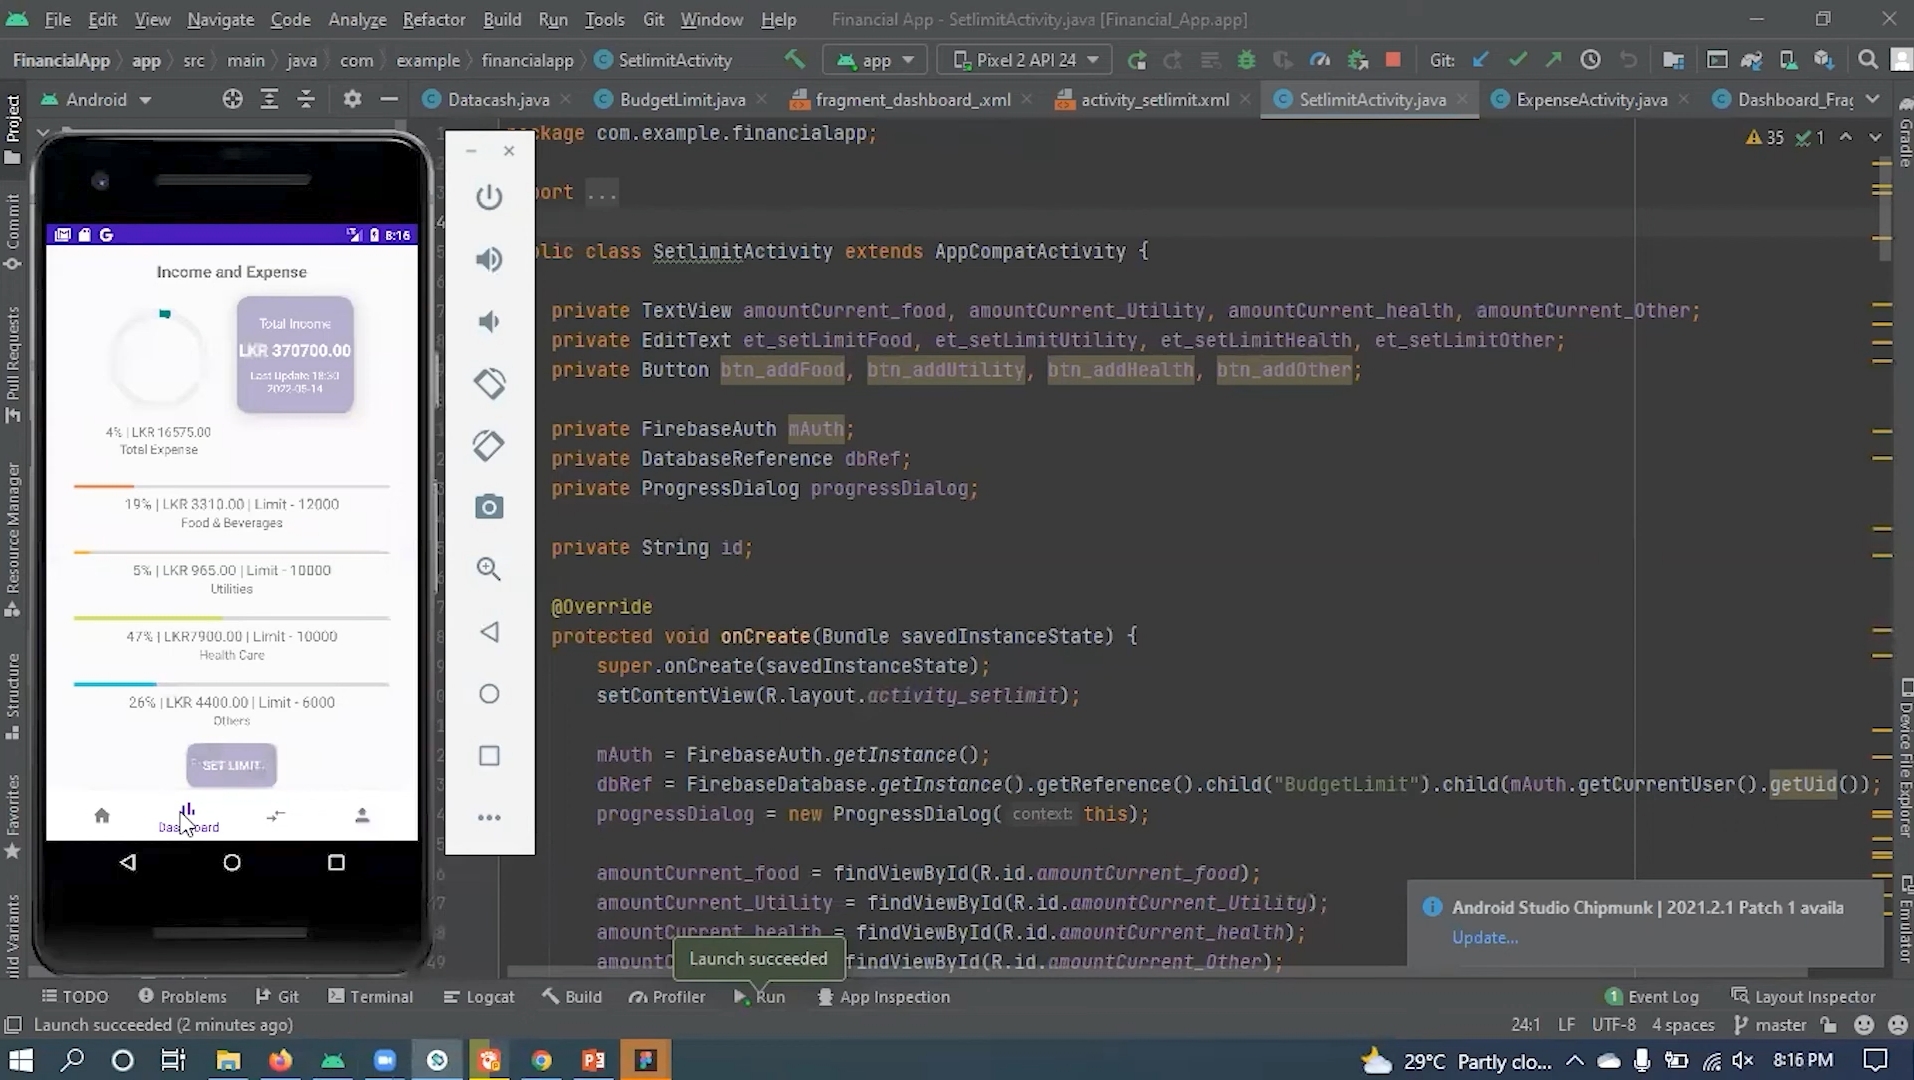 File Edit View Navigate Code Analyze Refactor Build Run Tools Git Window Help Financial App - SetlimitActivity.java [Financial_App.app]
FinancialApp app src main java com example financialapp SetlimitActivity app Pixel 2 API 24 Git:
Android Datacash.java BudgetLimit.java fragment_dashboard_.xml activity_setlimit.xml SetlimitActivity.java ExpenseActivity.java Dashboard_Frag
Project
Commit
Pull Requests
Resource Manager
Structure
Favorites
ild Variants
Gradle
Device File Explorer
Emulator
35 1
8:16
Income and Expense
Total Income
LKR 370700.00
Last Update 18:30
2022-05-14
4% | LKR 16575.00
Total Expense
19% | LKR 3310.00 | Limit - 12000
Food & Beverages
5% | LKR 965.00 | Limit - 10000
Utilities
47% | LKR7900.00 | Limit - 10000
Health Care
26% | LKR 4400.00 | Limit - 6000
Others
SET LIMIT
package com.example.financialapp;
port ...
lic class SetlimitActivity extends AppCompatActivity {
private TextView amountCurrent_food, amountCurrent_Utility, amountCurrent_health, amountCurrent_Other;
private EditText et_setLimitFood, et_setLimitUtility, et_setLimitHealth, et_setLimitOther;
private Button btn_addFood, btn_addUtility, btn_addHealth, btn_addOther;
private FirebaseAuth mAuth;
private DatabaseReference dbRef;
private ProgressDialog progressDialog;
private String id;
@Override
protected void onCreate(Bundle savedInstanceState) {
super.onCreate(savedInstanceState);
setContentView(R.layout.activity_setlimit);
mAuth = FirebaseAuth.getInstance();
dbRef = FirebaseDatabase.getInstance().getReference().child("BudgetLimit").child(mAuth.getCurrentUser().getUid());
progressDialog = new ProgressDialog( context: this);
amountCurrent_food = findViewById(R.id.amountCurrent_food);
amountCurrent_Utility = findViewById(R.id.amountCurrent_Utility);
amountCurrent_health = findViewById(R.id.amountCurrent_health);
amountC findViewById(R.id.amountCurrent_Other);
Launch succeeded
Android Studio Chipmunk | 2021.2.1 Patch 1 availa
Update...
TODO Problems Git Terminal Logcat Build Profiler Run App Inspection 1 Event Log Layout Inspector
Launch succeeded (2 minutes ago) 24:1 LF UTF-8 4 spaces master
29°C Partly clo... 8:16 PM